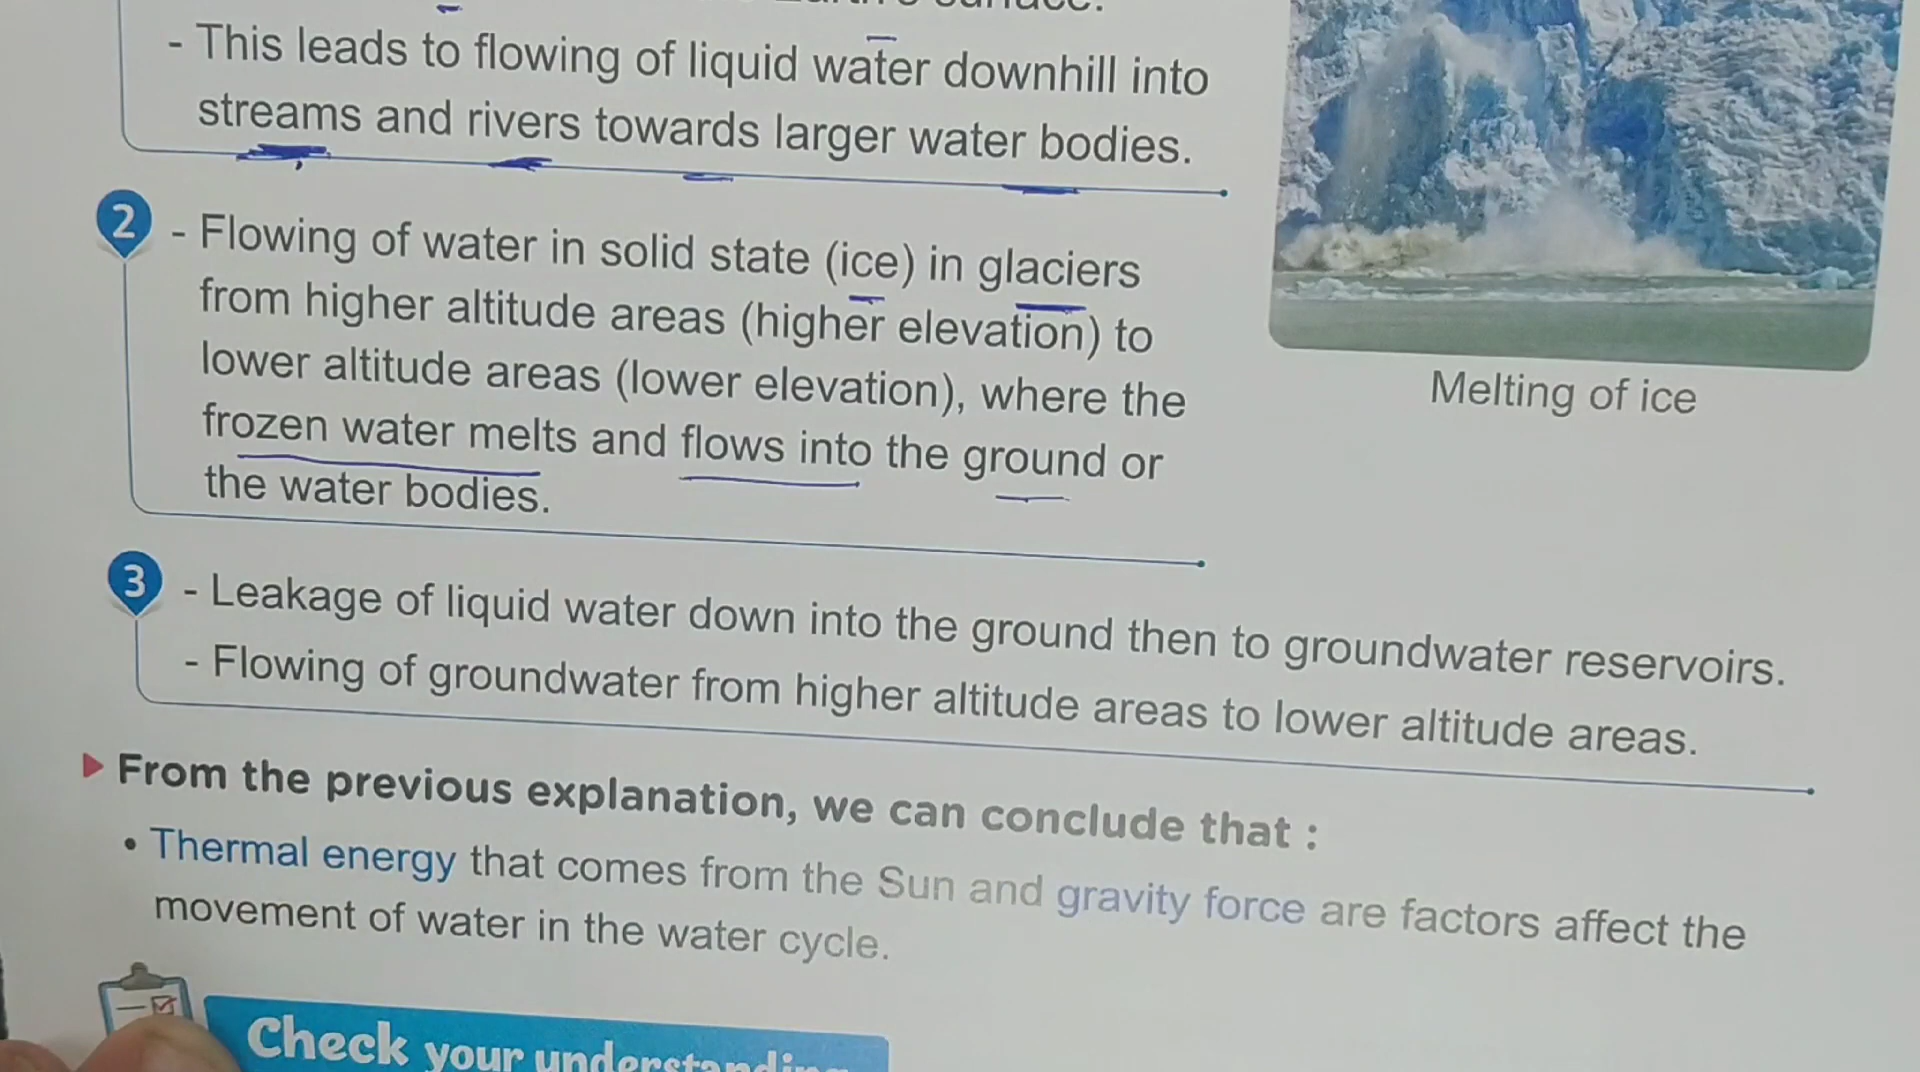 - This leads to flowing of liquid water downhill into
streams and rivers towards larger water bodies.
2 - Flowing of water in solid state (ice) in glaciers
from higher altitude areas (higher elevation) to
lower altitude areas (lower elevation), where the
frozen water melts and flows into the ground or
the water bodies.
Melting of ice
3 - Leakage of liquid water down into the ground then to groundwater reservoirs.
- Flowing of groundwater from higher altitude areas to lower altitude areas.
From the previous explanation, we can conclude that :
• Thermal energy that comes from the Sun and gravity force are factors affect the
movement of water in the water cycle.
Check your